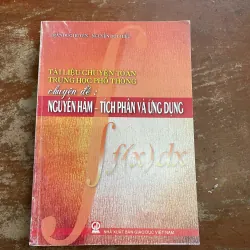 TÀI LIỆU CHUYÊN TOÁN
TRUNG HỌC PHỔ THÔNG
chuyên đề:
NGUYÊN HÀM - TÍCH PHÂN VÀ ỨNG DỤNG
∫f(x)dx
NHÀ XUẤT BẢN GIÁO DỤC VIỆT NAM